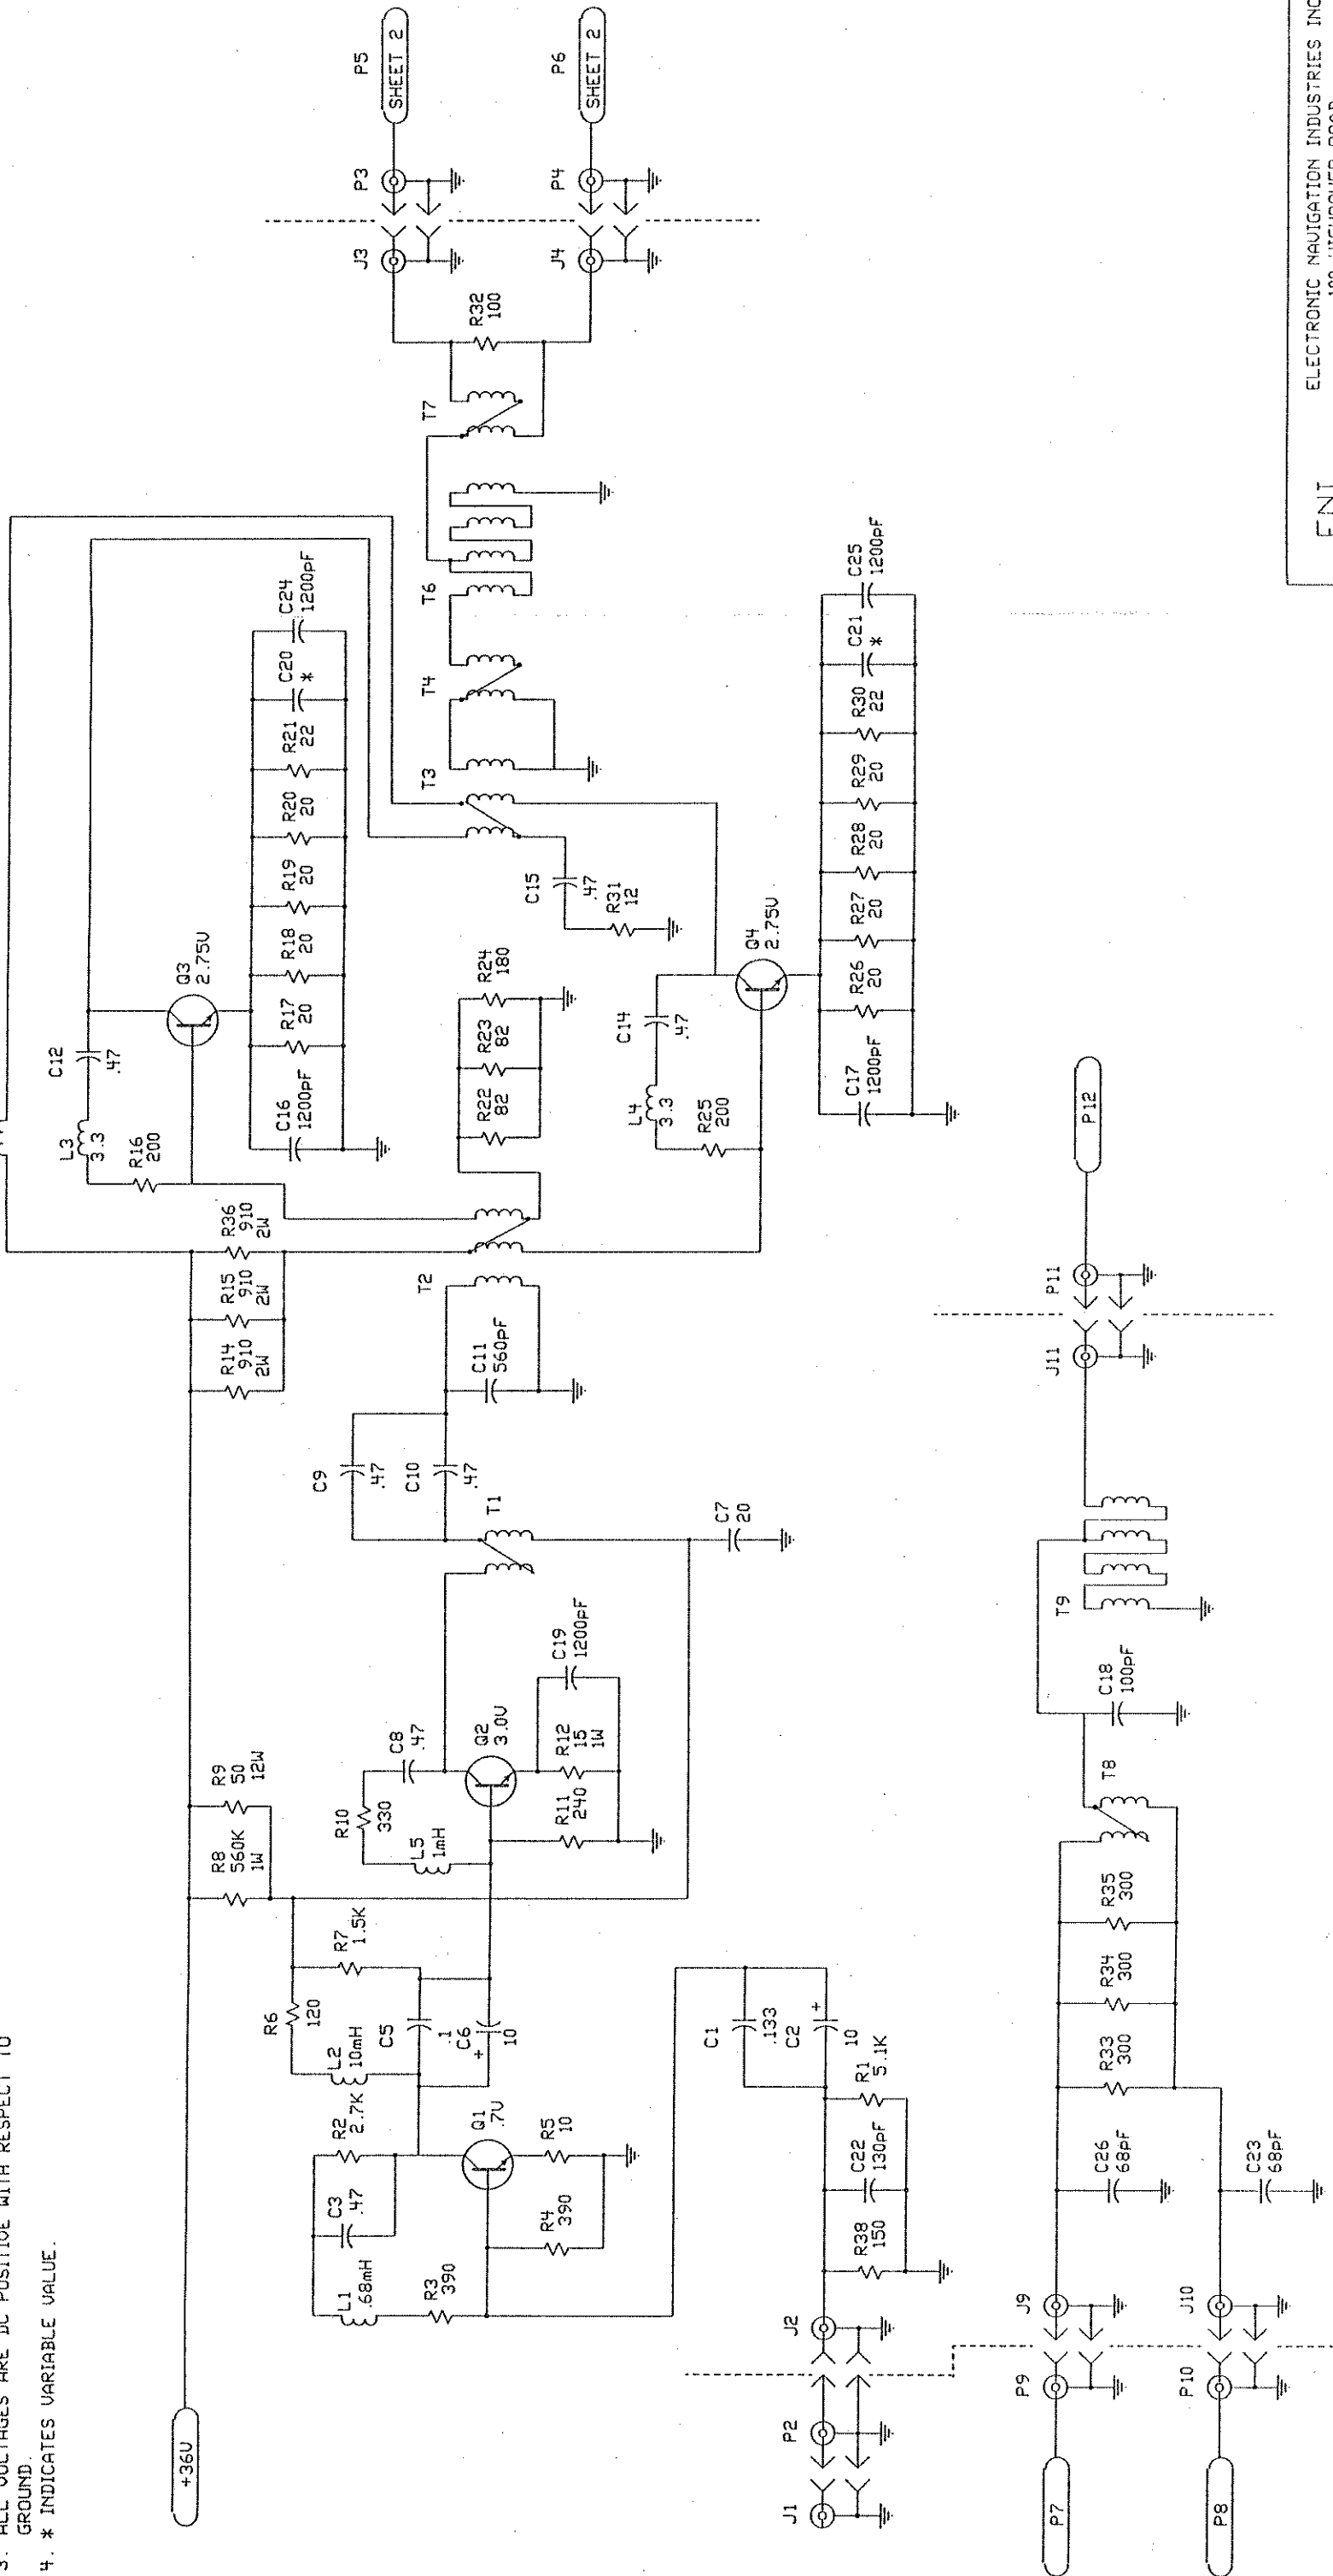 3. ALL VOLTAGES ARE DC POSITIVE WITH RESPECT TO
GROUND.
4. * INDICATES VARIABLE VALUE.
+36V
R8
560K
1W
R9
50
12W
R14
910
2W
R15
910
2W
R36
910
2W
R16
200
L3
3.3
C12
.47
Q3
2.75V
C16
1200pF
R17
20
R18
20
R19
20
R20
20
R21
22
C20
*
C24
1200pF
L1
.68mH
C3
.47
R2
2.7K
L2
10mH
R6
120
R7
1.5K
C5
.1
C6
+
10
R3
390
Q1
.7V
R4
390
R5
10
L5
1mH
R10
330
C8
.47
Q2
3.0V
R11
240
R12
15
1W
C19
1200pF
C7
20
T1
C9
.47
C10
.47
C11
560pF
T2
R22
82
R23
82
R24
180
L4
3.3
R25
200
C14
.47
C15
.47
R31
12
Q4
2.75V
C17
1200pF
R26
20
R27
20
R28
20
R29
20
R30
22
C21
*
C25
1200pF
T3
T4
T6
T7
R32
100
J3
P3
P5
SHEET 2
J4
P4
P6
SHEET 2
J1
P2
J2
R38
150
C22
130pF
R1
5.1K
C1
.133
C2
+
10
P7
P9
J9
P8
P10
J10
C26
68pF
C23
68pF
R33
300
R34
300
R35
300
T8
C18
100pF
T9
J11
P11
P12
ENI
ELECTRONIC NAVIGATION INDUSTRIES INC
100 HIGHPOWER ROAD